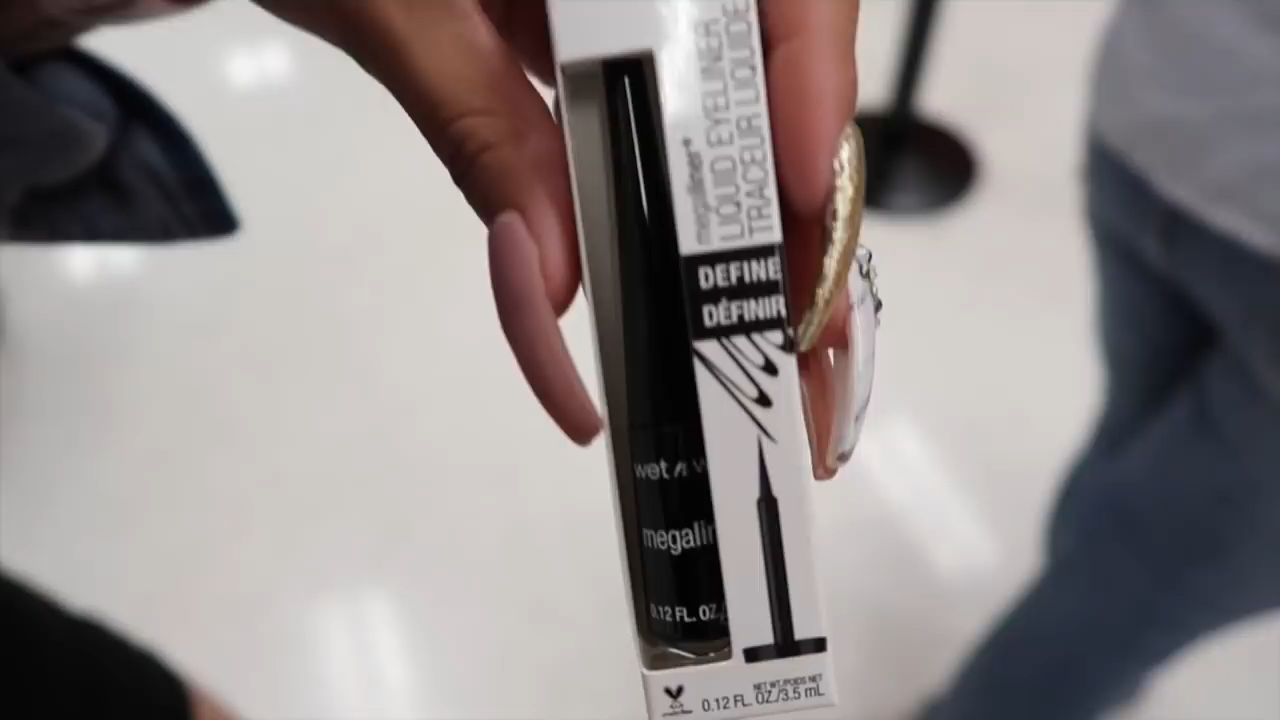 megaliner
LIQUID EYELINER
TRACEUR LIQUIDE
DEFINE
DÉFINIR
wet n
megalin
0.12 FL. OZ./
NET WT./POIDS NET
0.12 FL. OZ./3.5 mL